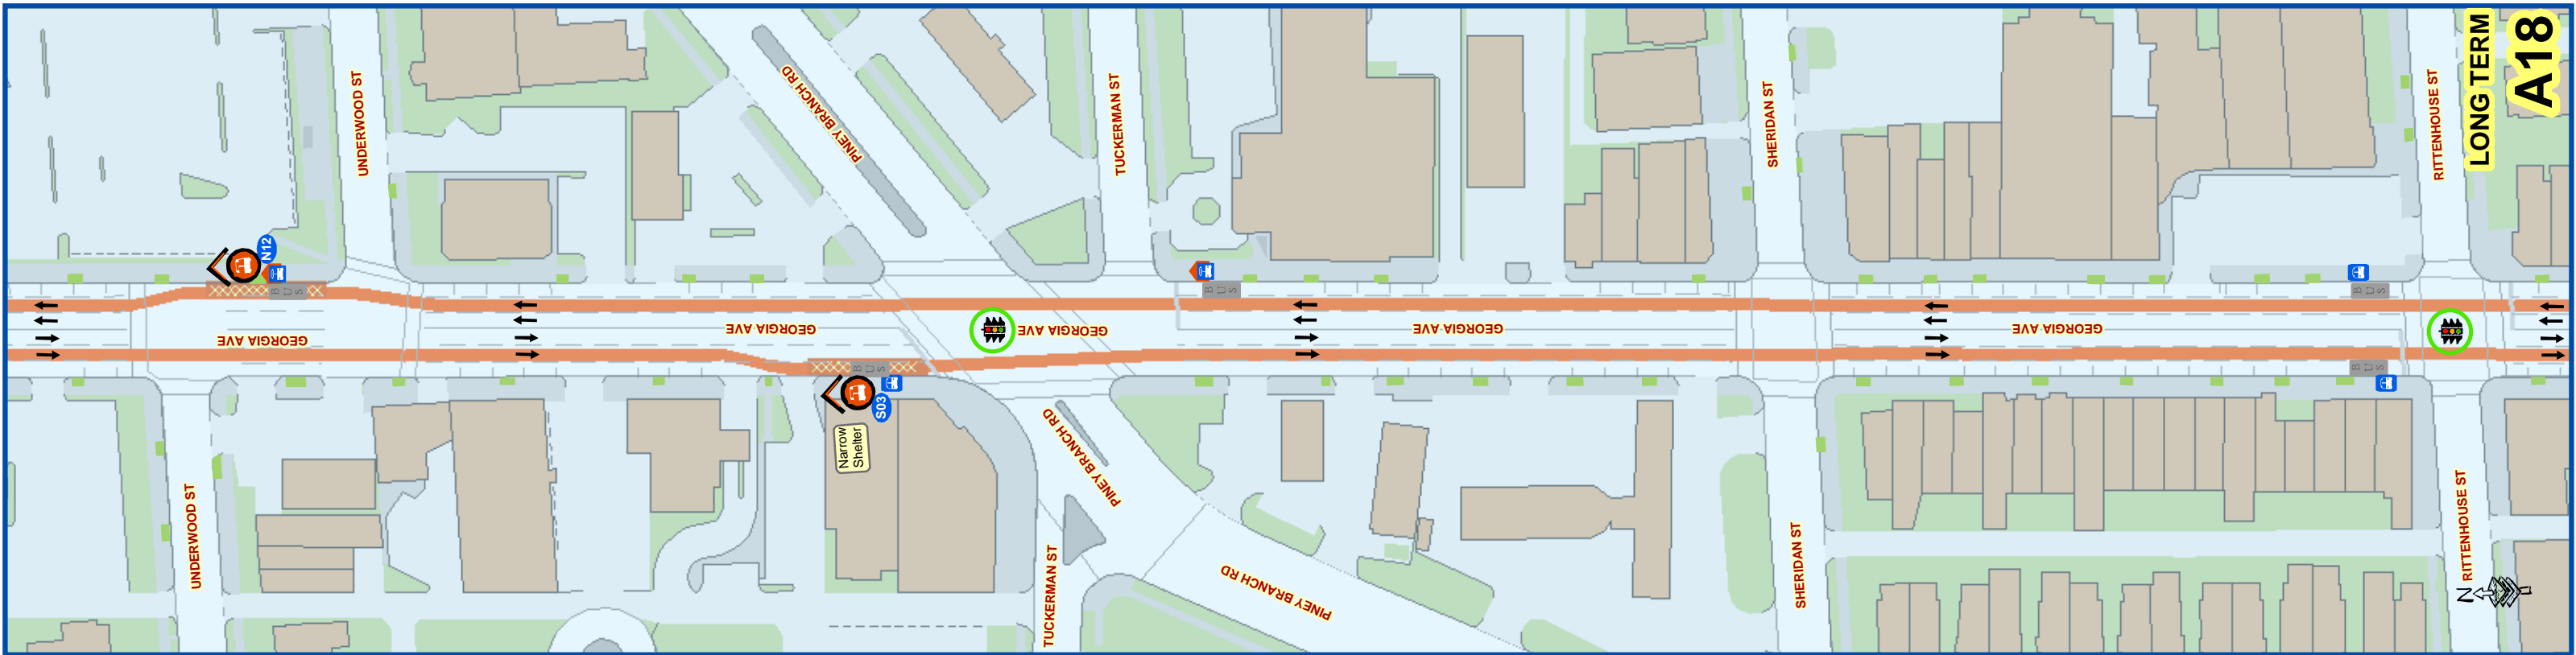 UNDERWOOD ST
PINEY BRANCH RD
TUCKERMAN ST
SHERIDAN ST
RITTENHOUSE ST
LONG TERM
A18
N12
BUS
BUS
BUS
GEORGIA AVE
GEORGIA AVE
GEORGIA AVE
GEORGIA AVE
GEORGIA AVE
BUS
BUS
S03
Narrow
Shelter
PINEY BRANCH RD
UNDERWOOD ST
TUCKERMAN ST
PINEY BRANCH RD
SHERIDAN ST
RITTENHOUSE ST
N